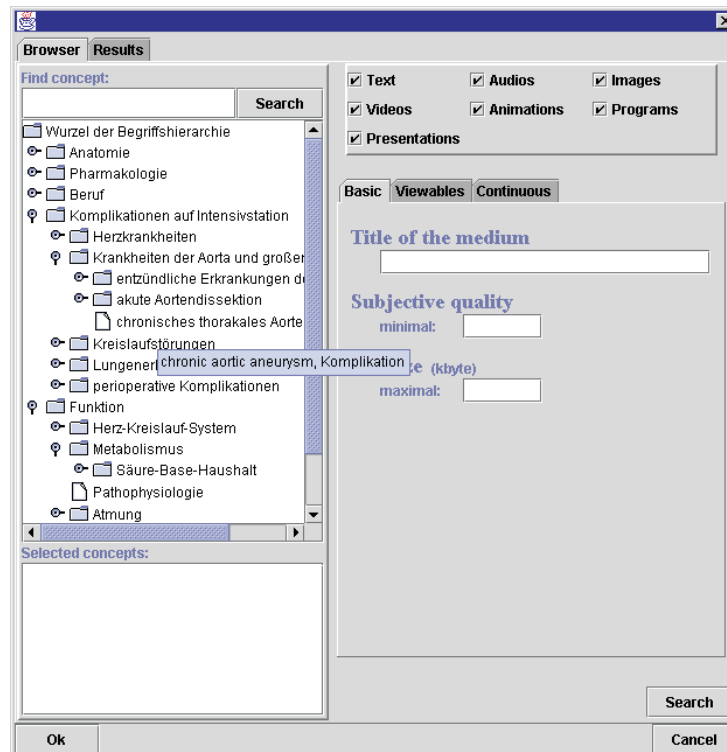 Browser Results
Find concept:
Search
Wurzel der Begriffshierarchie
Anatomie
Pharmakologie
Beruf
Komplikationen auf Intensivstation
Herzkrankheiten
Krankheiten der Aorta und großer
entzündliche Erkrankungen d
akute Aortendissektion
chronisches thorakales Aorte
Kreislaufstörungen
chronic aortic aneurysm, Komplikation
perioperative Komplikationen
Funktion
Herz-Kreislauf-System
Metabolismus
Säure-Base-Haushalt
Pathophysiologie
Atmung
Selected concepts:
Text Audios Images
Videos Animations Programs
Presentations
Basic Viewables Continuous
Title of the medium
Subjective quality
minimal:
(kbyte)
maximal:
Search
Ok Cancel